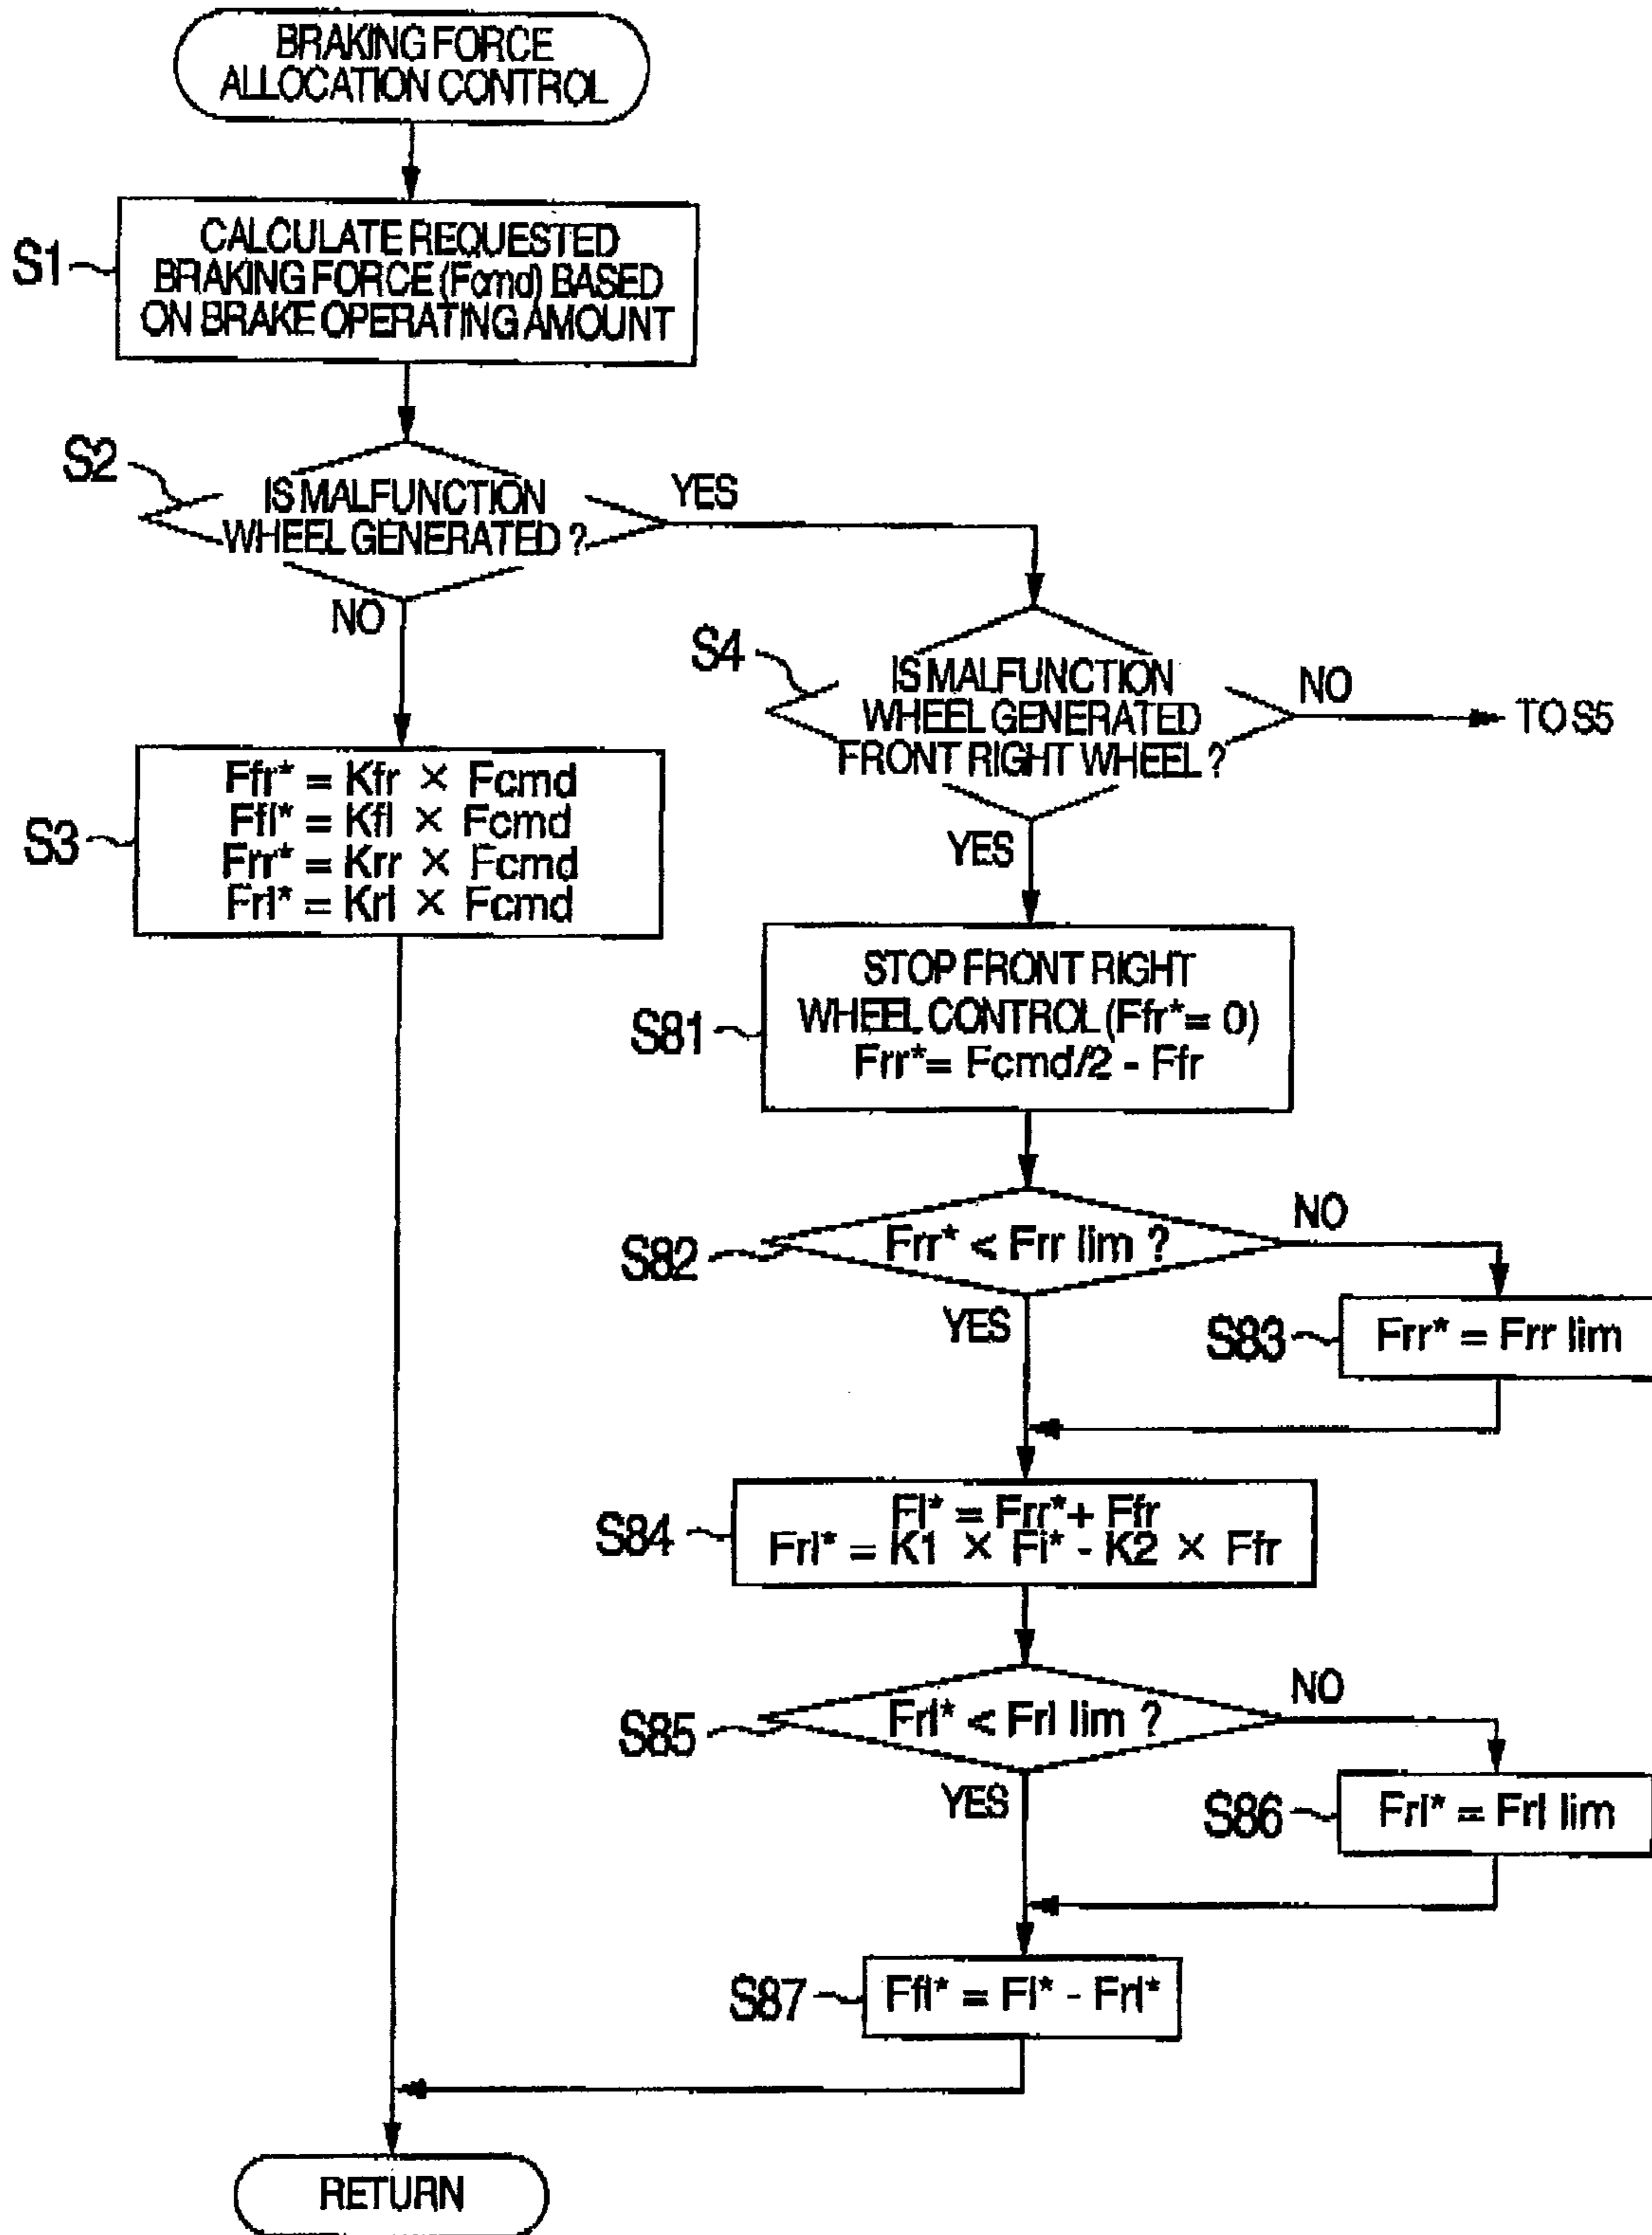 BRAKING FORCE
ALLOCATION CONTROL
S1
CALCULATE REQUESTED
BRAKING FORCE (Fcmd) BASED
ON BRAKE OPERATING AMOUNT
S2
IS MALFUNCTION
WHEEL GENERATED ?
YES
NO
S4
IS MALFUNCTION
WHEEL GENERATED
FRONT RIGHT WHEEL ?
NO
TO S5
YES
S3
Ffr* = Kfr × Fcmd
Ffl* = Kfl × Fcmd
Frr* = Krr × Fcmd
Frl* = Krl × Fcmd
S81
STOP FRONT RIGHT
WHEEL CONTROL (Ffr* = 0)
Frr* = Fcmd/2 - Ffr
S82
Frr* < Frr lim ?
NO
YES
S83
Frr* = Frr lim
S84
Fl* = Frr* + Ffr
Frl* = K1 × Fl* - K2 × Ffr
S85
Frl* < Frl lim ?
NO
YES
S86
Frl* = Frl lim
S87
Ffl* = Fl* - Frl*
RETURN